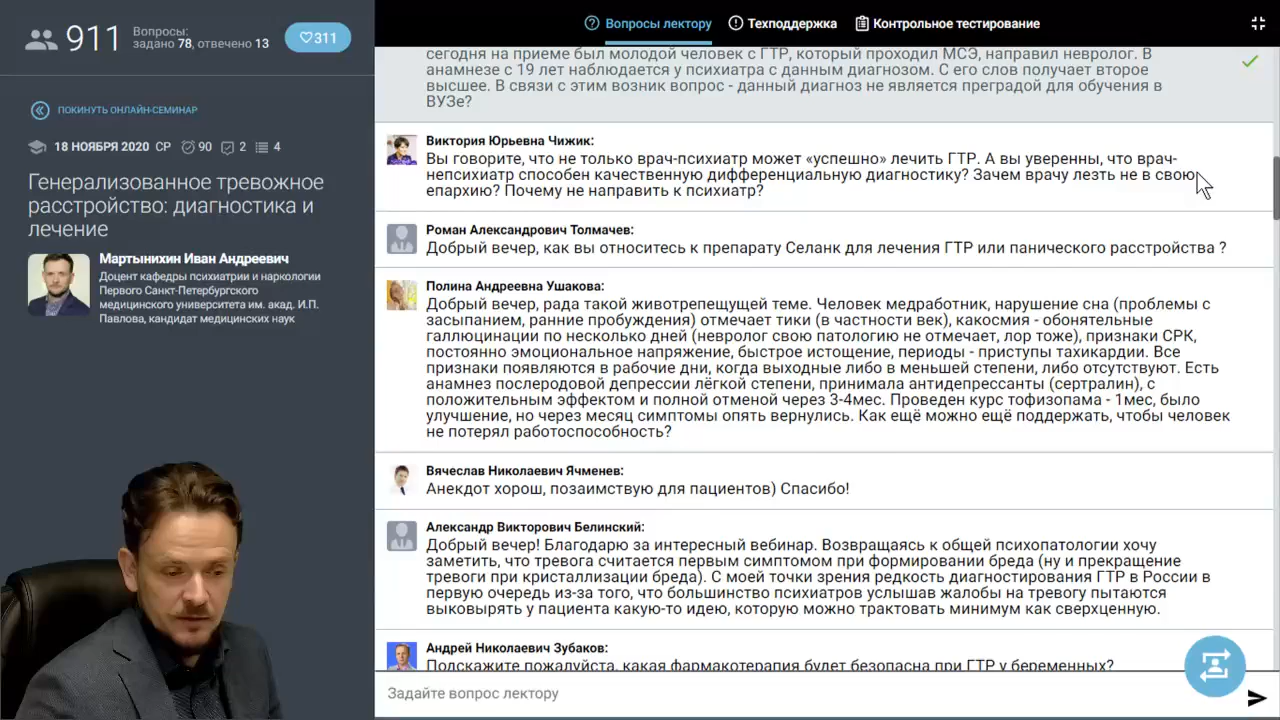 911
Вопросы:
задано 78, отвечено 13
311
ПОКИНУТЬ ОНЛАЙН-СЕМИНАР
18 НОЯБРЯ 2020 СР 90 2 4
Генерализованное тревожное
расстройство: диагностика и
лечение
Мартынихин Иван Андреевич
Доцент кафедры психиатрии и наркологии
Первого Санкт-Петербургского
медицинского университета им. акад. И.П.
Павлова, кандидат медицинских наук
Вопросы лектору
Техподдержка
Контрольное тестирование
сегодня на приеме был молодой человек с ГТР, который проходил МСЭ, направил невролог. В
анамнезе с 19 лет наблюдается у психиатра с данным диагнозом. С его слов получает второе
высшее. В связи с этим возник вопрос - данный диагноз не является преградой для обучения в
ВУЗе?
Виктория Юрьевна Чижик:
Вы говорите, что не только врач-психиатр может «успешно» лечить ГТР. А вы уверенны, что врач-
непсихиатр способен качественную дифференциальную диагностику? Зачем врачу лезть не в свою
епархию? Почему не направить к психиатру?
Роман Александрович Толмачев:
Добрый вечер, как вы относитесь к препарату Селанк для лечения ГТР или панического расстройства ?
Полина Андреевна Ушакова:
Добрый вечер, рада такой животрепещущей теме. Человек медработник, нарушение сна (проблемы с
засыпанием, ранние пробуждения) отмечает тики (в частности век), какосмия - обонятельные
галлюцинации по несколько дней (невролог свою патологию не отмечает, лор тоже), признаки СРК,
постоянно эмоциональное напряжение, быстрое истощение, периоды - приступы тахикардии. Все
признаки появляются в рабочие дни, когда выходные либо в меньшей степени, либо отсутствуют. Есть
анамнез послеродовой депрессии лёгкой степени, принимала антидепрессанты (сертралин), с
положительным эффектом и полной отменой через 3-4мес. Проведен курс тофизопама - 1мес, было
улучшение, но через месяц симптомы опять вернулись. Как ещё можно ещё поддержать, чтобы человек
не потерял работоспособность?
Вячеслав Николаевич Ячменев:
Анекдот хорош, позаимствую для пациентов) Спасибо!
Александр Викторович Белинский:
Добрый вечер! Благодарю за интересный вебинар. Возвращаясь к общей психопатологии хочу
заметить, что тревога считается первым симптомом при формировании бреда (ну и прекращение
тревоги при кристаллизации бреда). С моей точки зрения редкость диагностирования ГТР в России в
первую очередь из-за того, что большинство психиатров услышав жалобы на тревогу пытаются
выковырять у пациента какую-то идею, которую можно трактовать минимум как сверхценную.
Андрей Николаевич Зубаков:
Подскажите пожалуйста, какая фармакотерапия будет безопасна при ГТР у беременных?
Задайте вопрос лектору